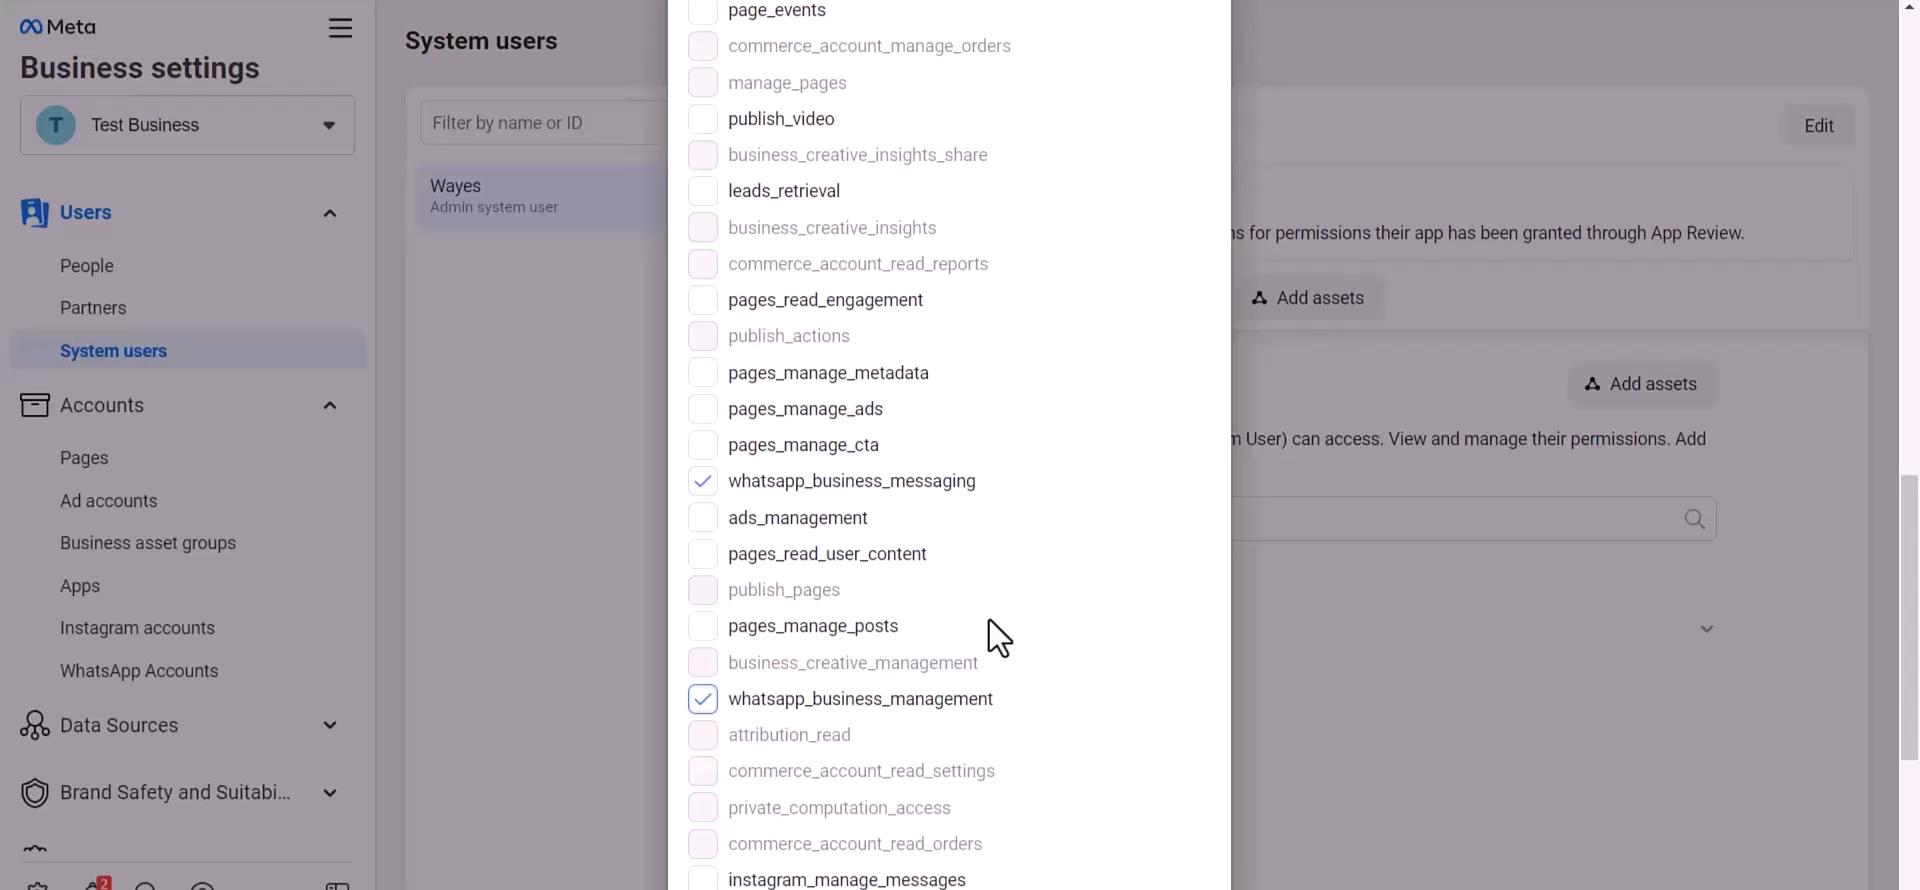 Meta
Business settings
T
Test Business
Users
People
Partners
System users
Accounts
Pages
Ad accounts
Business asset groups
Apps
Instagram accounts
WhatsApp Accounts
Data Sources
Brand Safety and Suitabi...
2
System users
Filter by name or ID
Wayes
Admin system user
page_events
commerce_account_manage_orders
manage_pages
publish_video
business_creative_insights_share
leads_retrieval
business_creative_insights
commerce_account_read_reports
pages_read_engagement
publish_actions
pages_manage_metadata
pages_manage_ads
pages_manage_cta
whatsapp_business_messaging
ads_management
pages_read_user_content
publish_pages
pages_manage_posts
business_creative_management
whatsapp_business_management
attribution_read
commerce_account_read_settings
private_computation_access
commerce_account_read_orders
instagram_manage_messages
Edit
for permissions their app has been granted through App Review.
Add assets
Add assets
User) can access. View and manage their permissions. Add